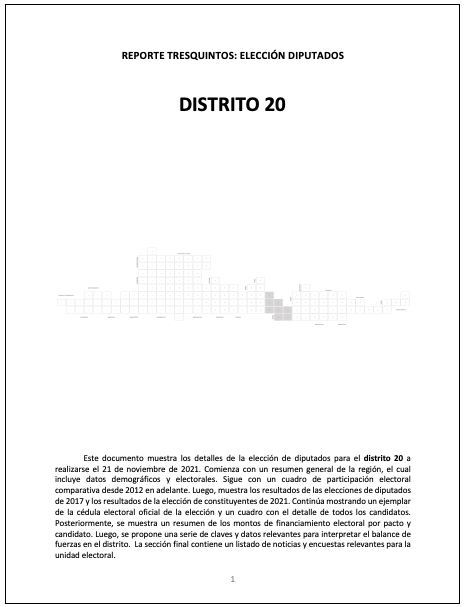 REPORTE TRESQUINTOS: ELECCIÓN DIPUTADOS
DISTRITO 20
Este documento muestra los detalles de la elección de diputados para el distrito 20 a
realizarse el 21 de noviembre de 2021. Comienza con un resumen general de la región, el cual
incluye datos demográficos y electorales. Sigue con un cuadro de participación electoral
comparativa desde 2012 en adelante. Luego, muestra los resultados de las elecciones de diputados
de 2017 y los resultados de la elección de constituyentes de 2021. Continúa mostrando un ejemplar
de la cédula electoral oficial de la elección y un cuadro con el detalle de todos los candidatos.
Posteriormente, se muestra un resumen de los montos de financiamiento electoral por pacto y
candidato. Luego, se propone una serie de claves y datos relevantes para interpretar el balance de
fuerzas en el distrito. La sección final contiene un listado de noticias y encuestas relevantes para la
unidad electoral.
1